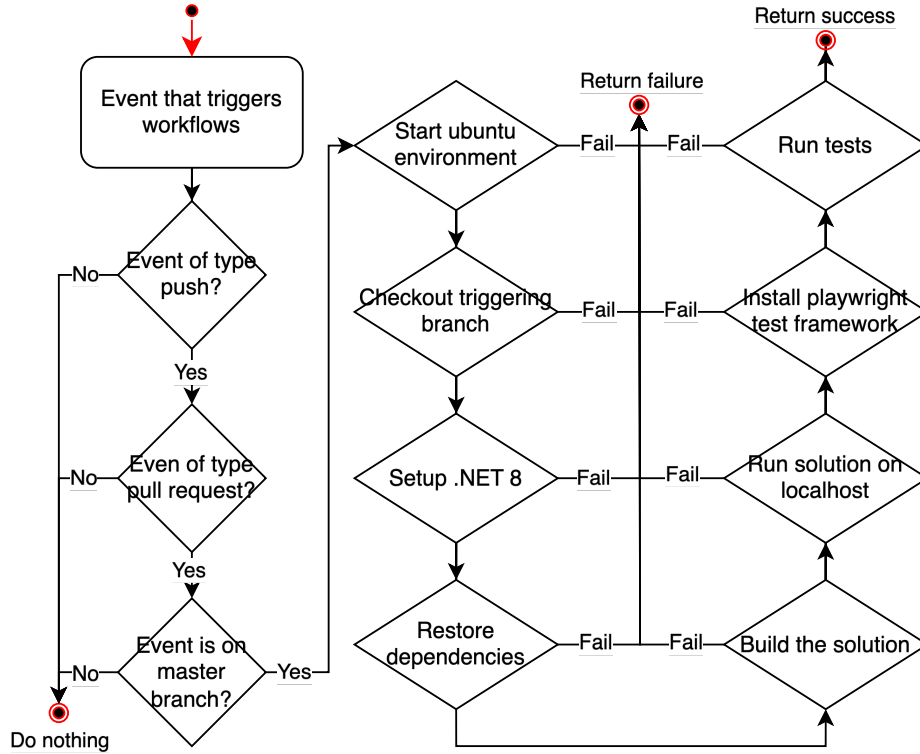 Event that triggers
workflows
Event of type
push?
No
Yes
Even of type
pull request?
No
Yes
Event is on
master
branch?
No
Yes
Do nothing
Start ubuntu
environment
Fail
Checkout triggering
branch
Fail
Setup .NET 8
Fail
Restore
dependencies
Fail
Return failure
Build the solution
Fail
Run solution on
localhost
Fail
Install playwright
test framework
Fail
Run tests
Fail
Return success